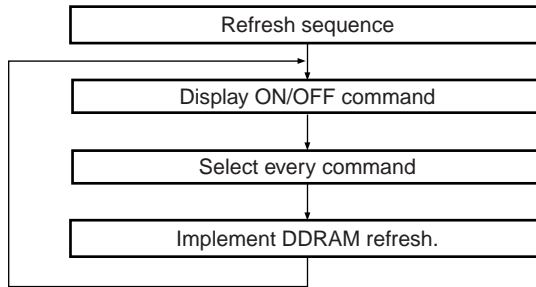 Refresh sequence
Display ON/OFF command
Select every command
Implement DDRAM refresh.